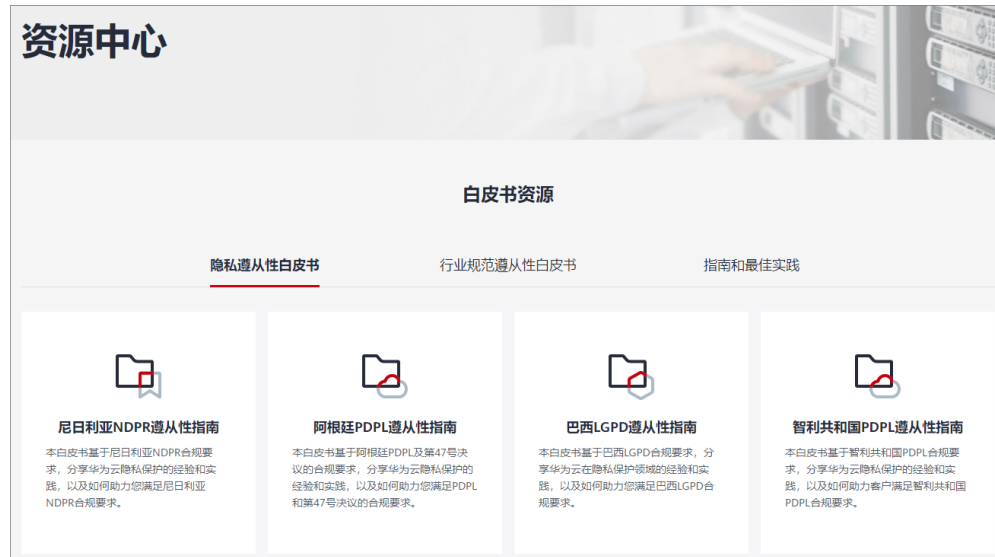 资源中心
白皮书资源
隐私遵从性白皮书 行业规范遵从性白皮书 指南和最佳实践
尼日利亚NDPR遵从性指南
本白皮书基于尼日利亚NDPR合规要
求，分享华为云隐私保护的经验和实
践，以及如何助力您满足尼日利亚
NDPR合规要求。
阿根廷PDPL遵从性指南
本白皮书基于阿根廷PDPL及第47号决
议的合规要求，分享华为云隐私保护的
经验和实践，以及如何助力您满足PDPL
和第47号决议的合规要求。
巴西LGPD遵从性指南
本白皮书基于巴西LGPD合规要求，分
享华为云在隐私保护领域的经验和实
践，以及如何助力您满足巴西LGPD合
规要求。
智利共和国PDPL遵从性指南
本白皮书基于智利共和国PDPL合规要
求，分享华为云隐私保护的经验和实
践，以及如何助力客户满足智利共和国
PDPL合规要求。